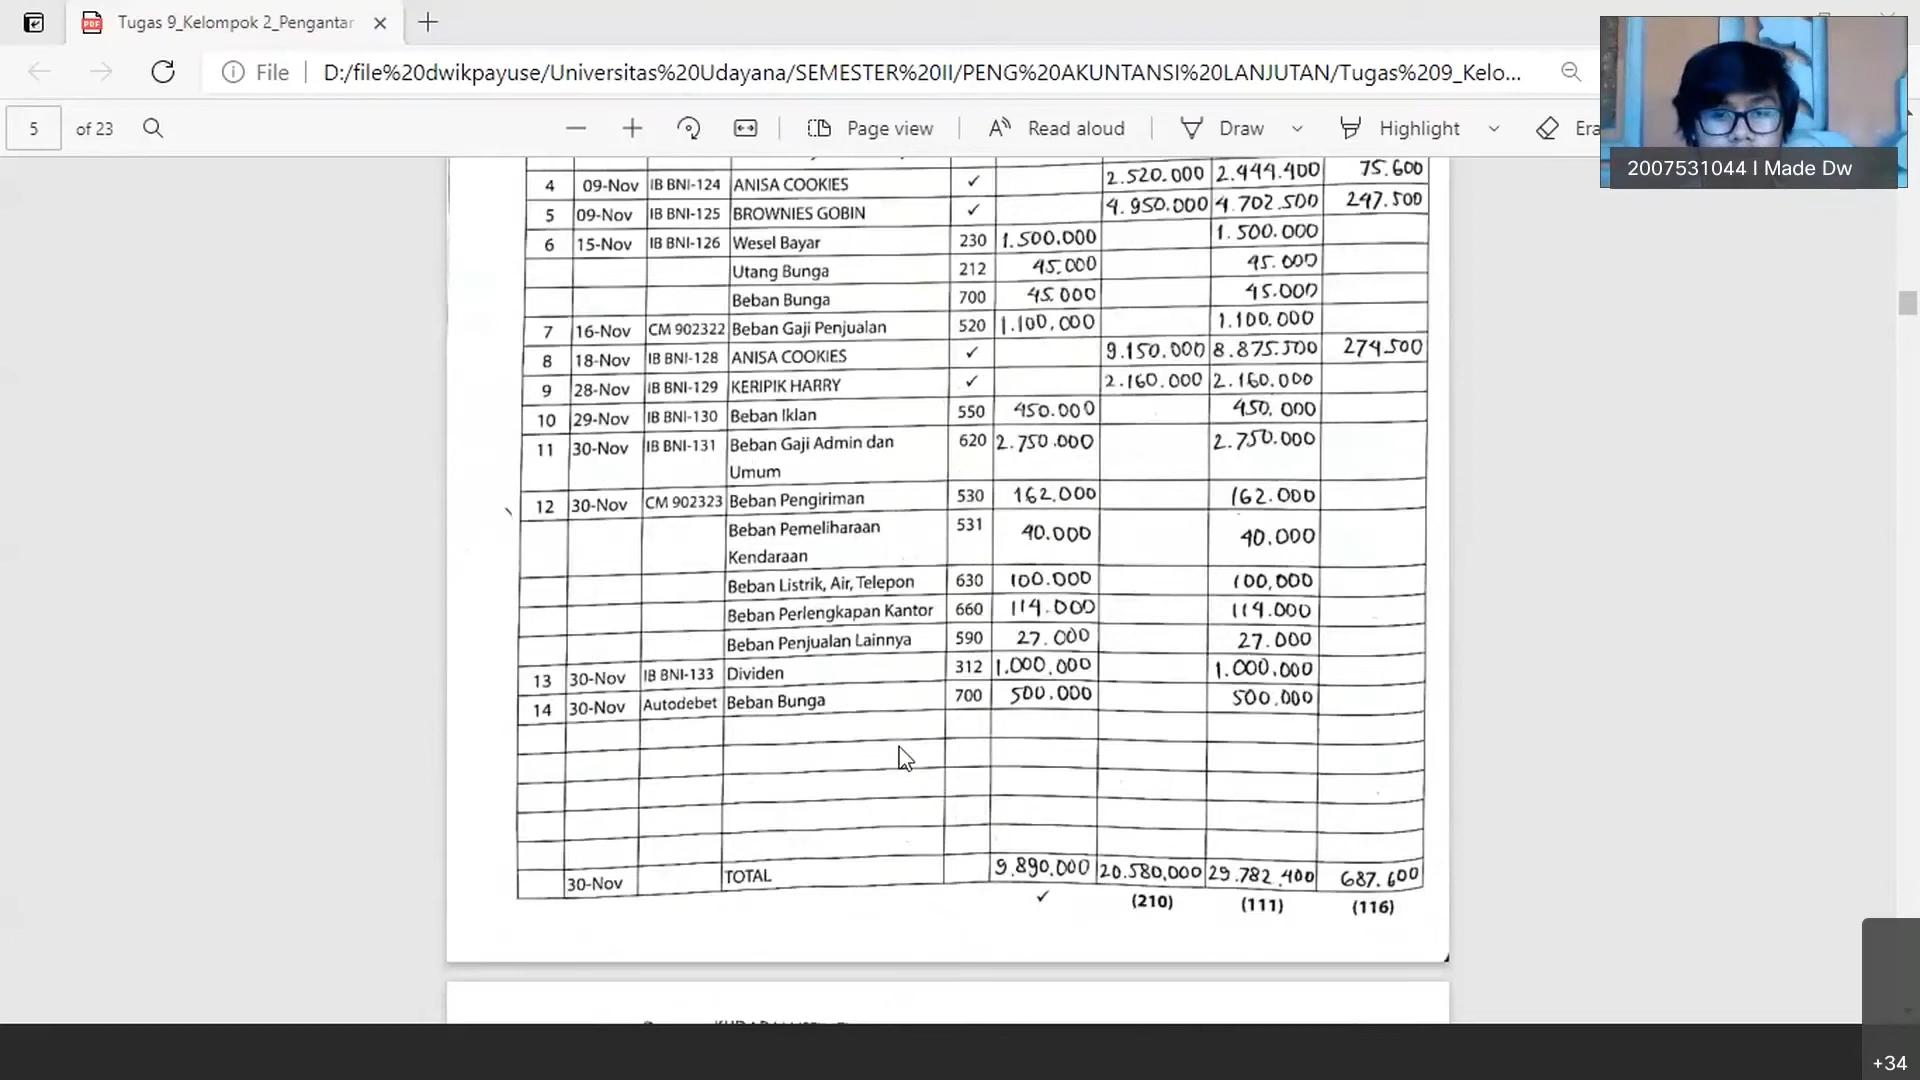 Tugas 9_Kelompok 2_Pengantar
File D:/file%20dwikpayuse/Universitas%20Udayana/SEMESTER%20II/PENG%20AKUNTANSI%20LANJUTAN/Tugas%209_Kelo...
5 of 23 Page view Read aloud Draw Highlight Era
2007531044 I Made Dw
4 09-Nov IB BNI-124 ANISA COOKIES ✓ 2.520.000 2.444.400 75.600
5 09-Nov IB BNI-125 BROWNIES GOBIN ✓ 4.950.000 4.702.500 247.500
6 15-Nov IB BNI-126 Wesel Bayar 230 1.500.000 1.500.000
Utang Bunga 212 45.000 45.000
Beban Bunga 700 45.000 45.000
7 16-Nov CM 902322 Beban Gaji Penjualan 520 1.100.000 1.100.000
8 18-Nov IB BNI-128 ANISA COOKIES ✓ 9.150.000 8.875.500 274.500
9 28-Nov IB BNI-129 KERIPIK HARRY ✓ 2.160.000 2.160.000
10 29-Nov IB BNI-130 Beban Iklan 550 450.000 450.000
11 30-Nov IB BNI-131 Beban Gaji Admin dan 620 2.750.000 2.750.000
Umum
12 30-Nov CM 902323 Beban Pengiriman 530 162.000 162.000
Beban Pemeliharaan 531 40.000 40.000
Kendaraan
Beban Listrik, Air, Telepon 630 100.000 100.000
Beban Perlengkapan Kantor 660 114.000 114.000
Beban Penjualan Lainnya 590 27.000 27.000
13 30-Nov IB BNI-133 Dividen 312 1.000.000 1.000.000
14 30-Nov Autodebet Beban Bunga 700 500.000 500.000
30-Nov TOTAL 9.890.000 20.580.000 29.782.400 687.600
✓ (210) (111) (116)
+34